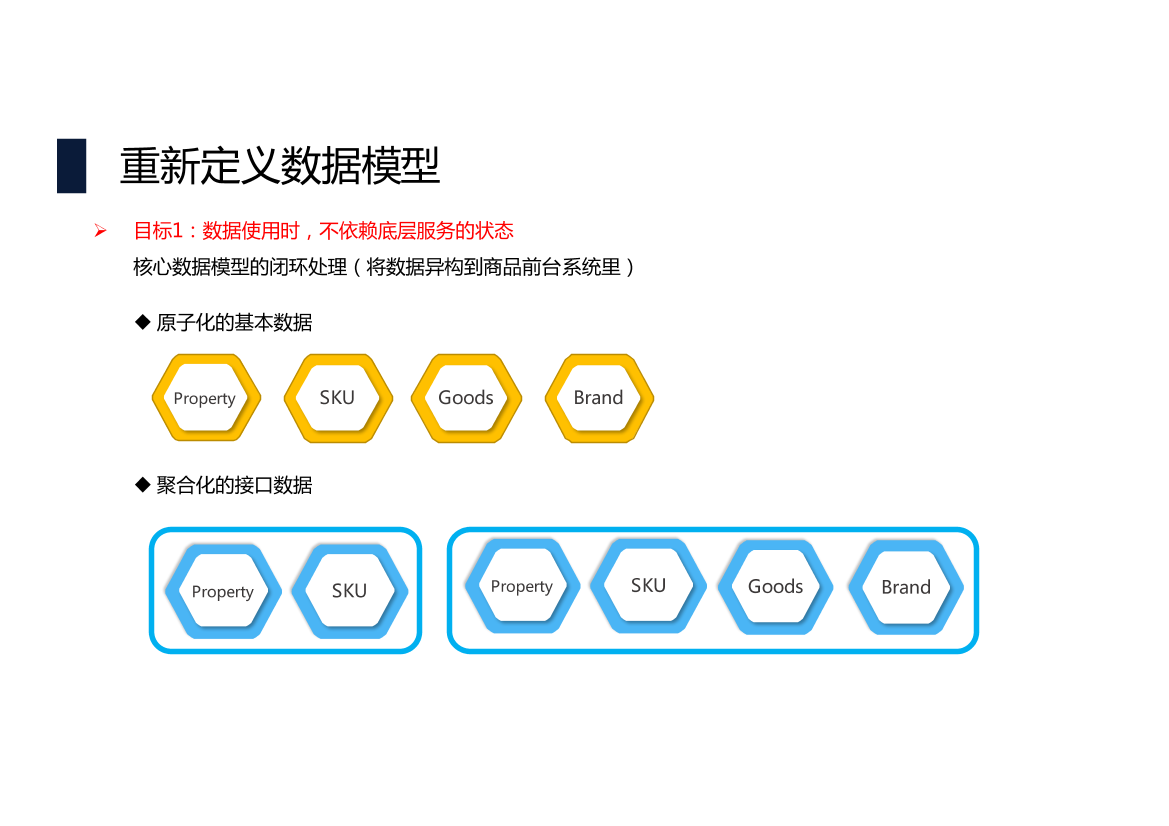 重新定义数据模型
目标1：数据使用时，不依赖底层服务的状态
核心数据模型的闭环处理（将数据异构到商品前台系统里）
原子化的基本数据
Property SKU Goods Brand
聚合化的接口数据
Property SKU Property SKU Goods Brand